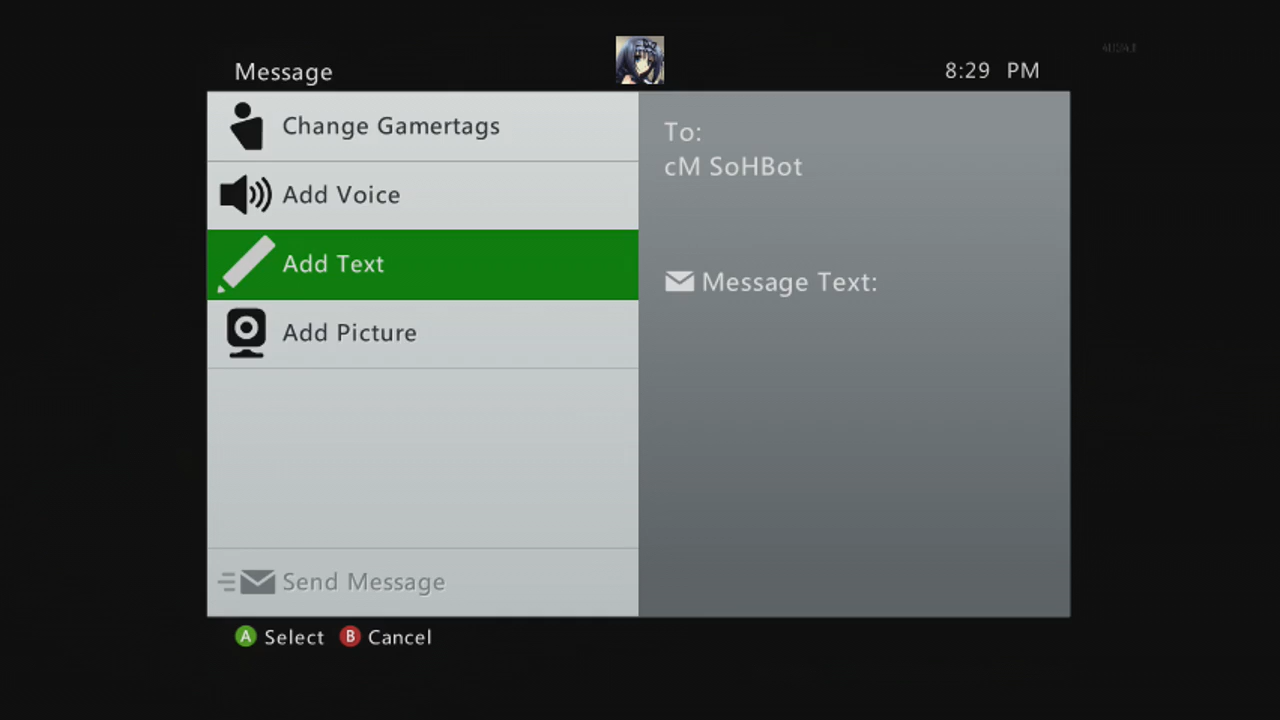 Message
8:29 PM
Change Gamertags
Add Voice
Add Text
Add Picture
Send Message
To:
cM SoHBot
Message Text:
A Select B Cancel